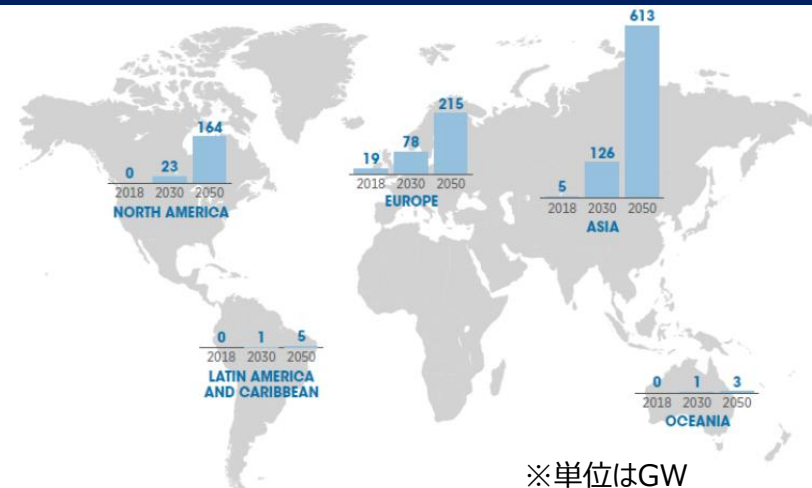 0 23 164
2018 2030 2050
NORTH AMERICA
19 78 215
2018 2030 2050
EUROPE
5 126 613
2018 2030 2050
ASIA
0 1 5
2018 2030 2050
LATIN AMERICA
AND CARIBBEAN
0 1 3
2018 2030 2050
OCEANIA
※単位はGW